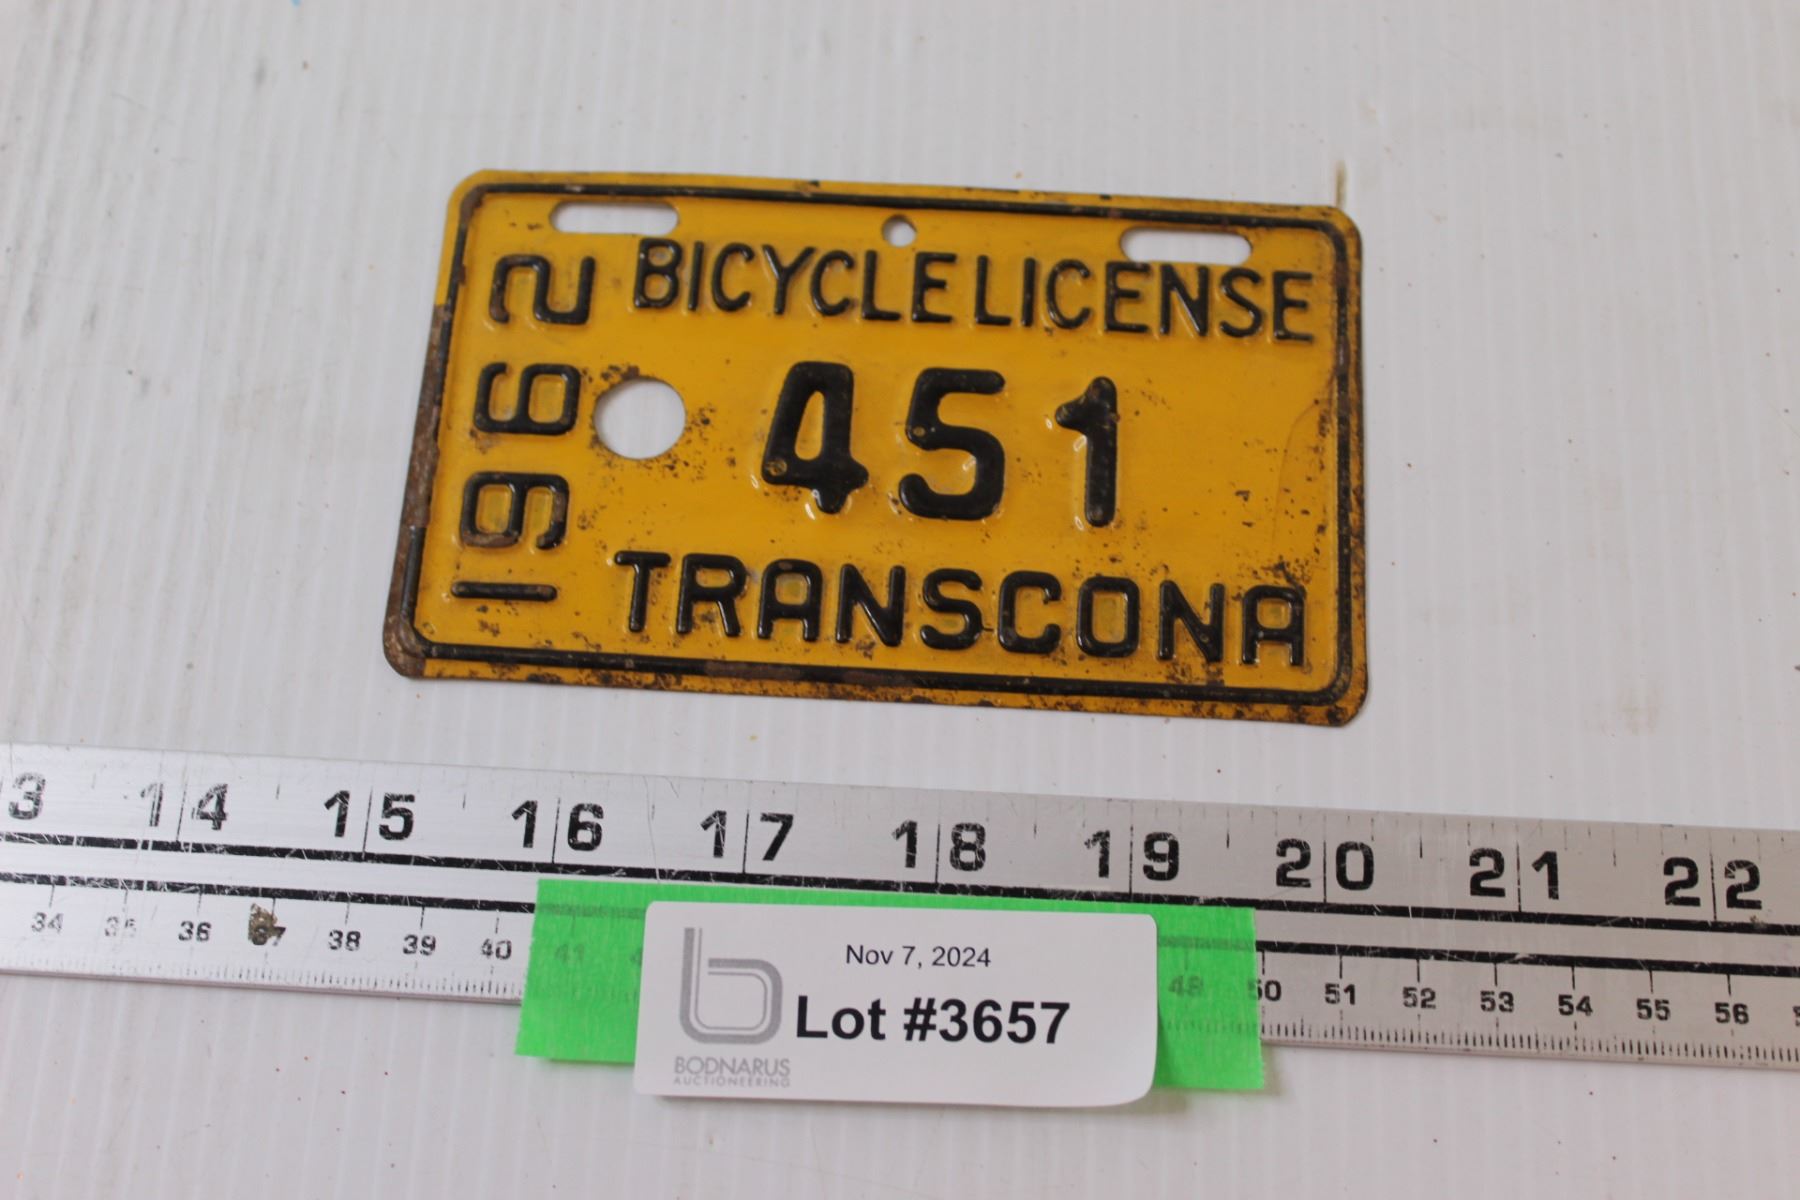 BICYCLE LICENSE
1962
451
TRANSCONA
3 14 15 16 17 18 19 20 21 22
34 35 36 37 38 39 40 41 48 50 51 52 53 54 55 56
Nov 7, 2024
Lot #3657
b
BODNARUS
AUCTIONEERING